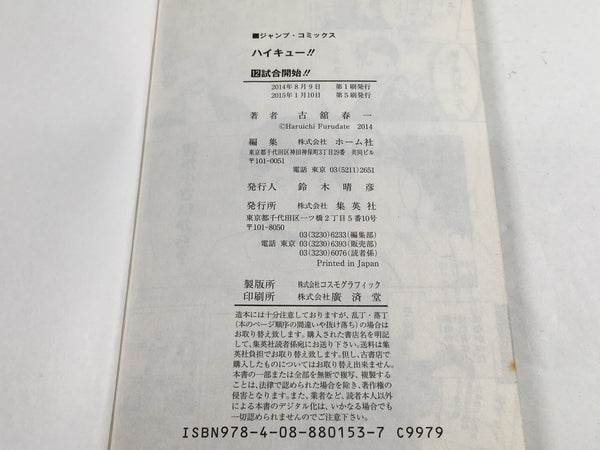 ■ジャンプ・コミックス
ハイキュー!!
12試合開始!!
2014年8月9日 第1刷発行
2015年1月10日 第5刷発行
著者 古舘春一
©Haruichi Furudate 2014
編集 株式会社 ホーム社
東京都千代田区神田神保町3丁目29番 共同ビル
〒101-0051
電話 東京 03(5211)2651
発行人 鈴木晴彦
発行所 株式会社 集英社
東京都千代田区一ツ橋2丁目5番10号
〒101-8050
03(3230)6233(編集部)
電話 東京 03(3230)6393(販売部)
03(3230)6076(読者係)
Printed in Japan
製版所 株式会社コスモグラフィック
印刷所 株式会社 廣済堂
造本には十分注意しておりますが、乱丁・落丁
(本のページ順序の間違いや抜け落ち)の場合は
お取り替え致します。購入された書店名を明記
して、集英社読者係宛にお送り下さい。送料は集
英社負担でお取り替え致します。但し、古書店で
購入したものについてはお取り替え出来ません。
本書の一部または全部を無断で複写、複製する
ことは、法律で認められた場合を除き、著作権の
侵害となります。また、業者など、読者本人以外に
よる本書のデジタル化は、いかなる場合でも
一切認められませんのでご注意下さい。
ISBN978-4-08-880153-7 C9979